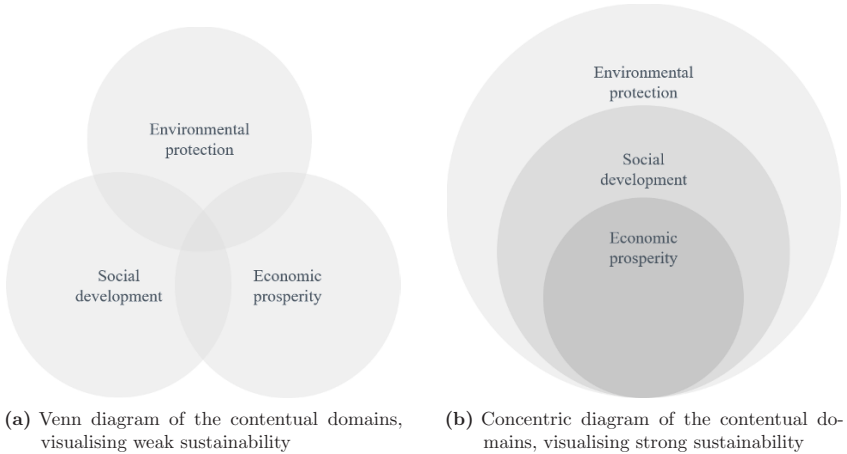 Environmental
protection
Social
development
Economic
prosperity
(a) Venn diagram of the contentual domains,
visualising weak sustainability
Environmental
protection
Social
development
Economic
prosperity
(b) Concentric diagram of the contentual do-
mains, visualising strong sustainability